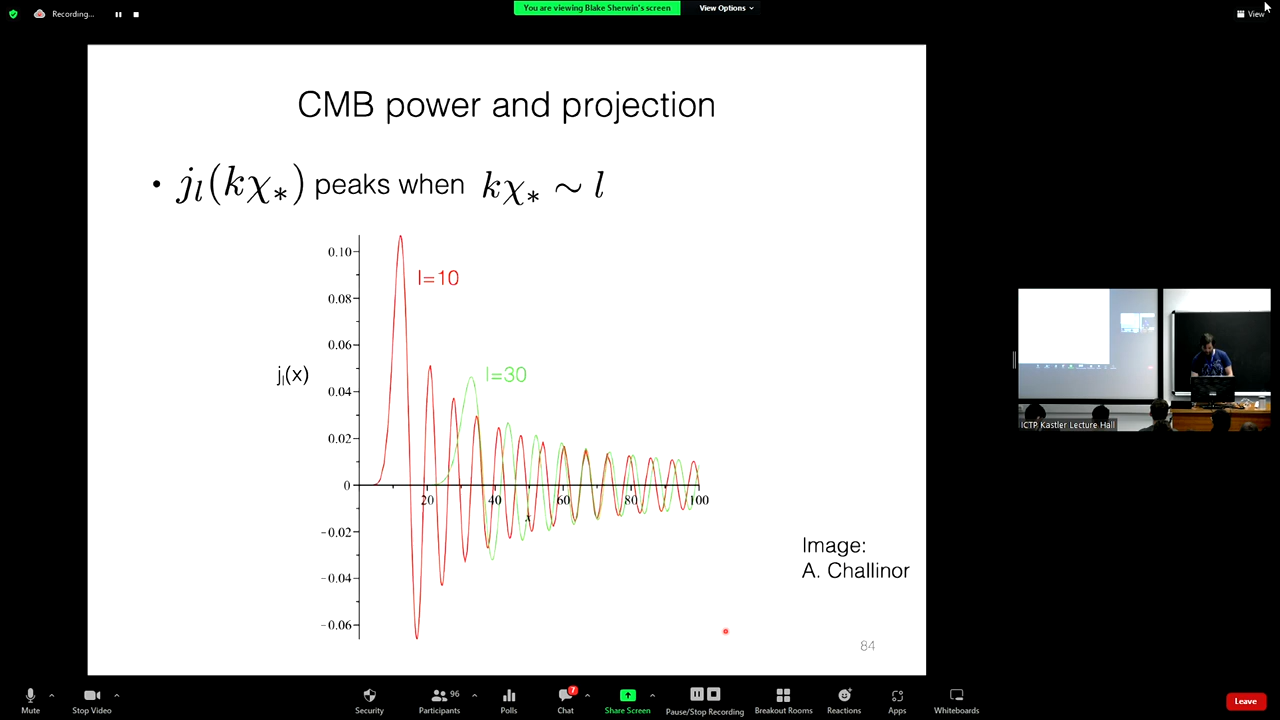 Recording...
You are viewing Blake Sherwin's screen
View Options
View
CMB power and projection
• j_l(kχ_*) peaks when kχ_* ∼ l
0.10
l=10
0.08
0.06
j_l(x)
l=30
0.04
0.02
0
20 40 60 80 100
x
-0.02
-0.04
-0.06
Image:
A. Challinor
84
ICTP Kastler Lecture Hall
Mute
Stop Video
Security
96
Participants
Polls
7
Chat
Share Screen
Pause/Stop Recording
Breakout Rooms
Reactions
Apps
Whiteboards
Leave